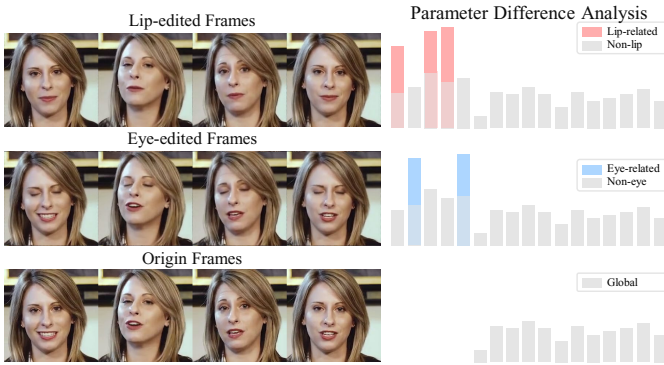 Lip-edited Frames
Parameter Difference Analysis
Lip-related
Non-lip
Eye-edited Frames
Eye-related
Non-eye
Origin Frames
Global